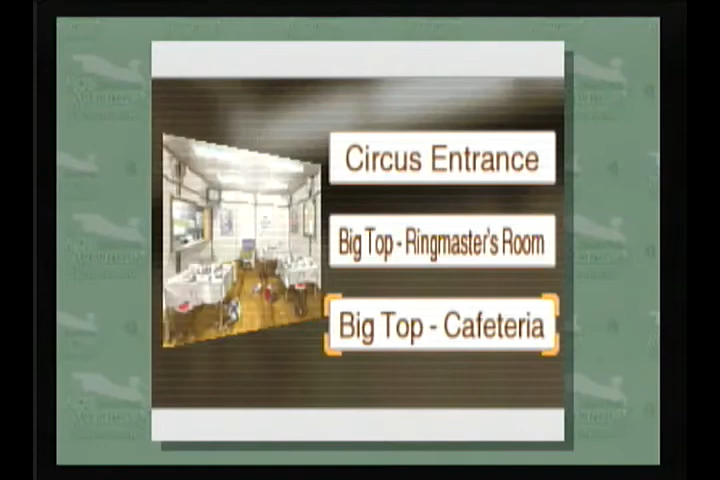 Circus Entrance
Big Top - Ringmaster's Room
Big Top - Cafeteria